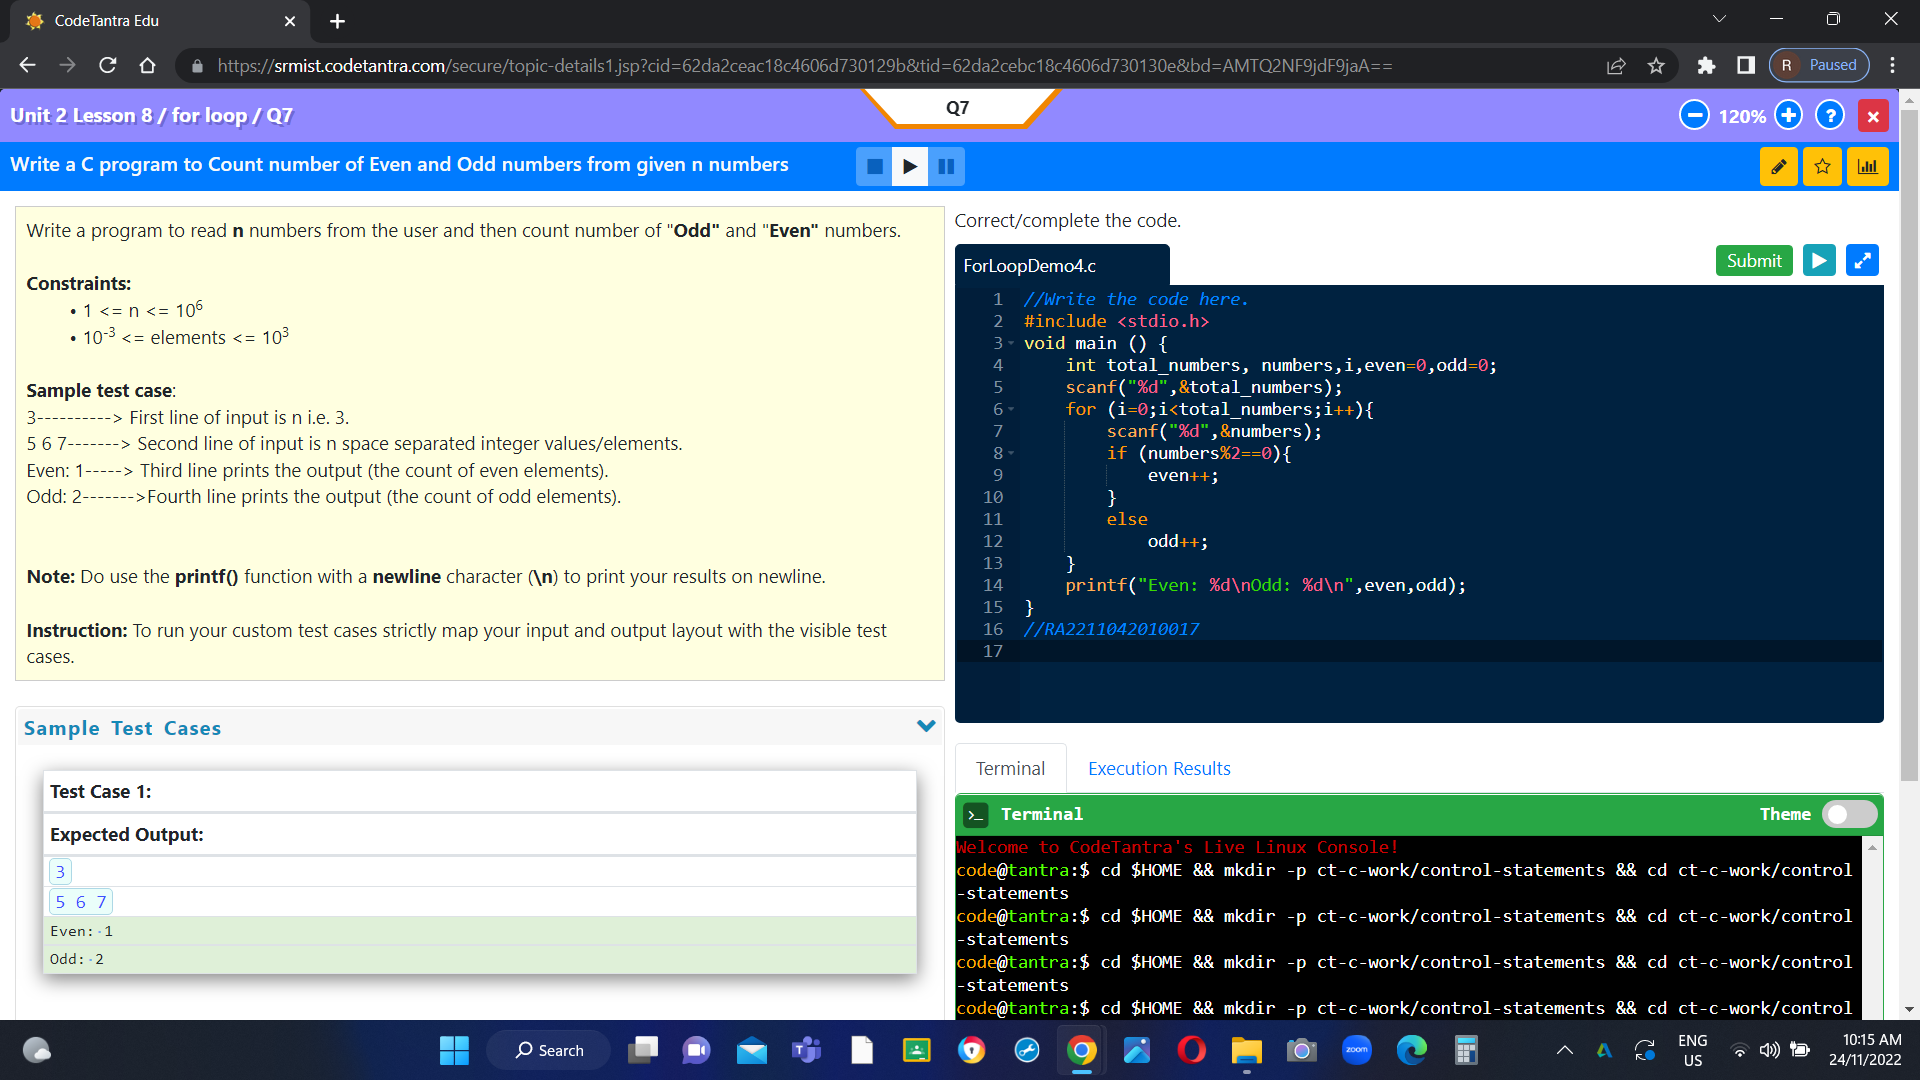 CodeTantra Edu
https://srmist.codetantra.com/secure/topic-details1.jsp?cid=62da2ceac18c4606d730129b&tid=62da2cebc18c4606d730130e&bd=AMTQ2NF9jdF9jaA==
R Paused
Unit 2 Lesson 8 / for loop / Q7
Q7
120%
?
Write a C program to Count number of Even and Odd numbers from given n numbers
Write a program to read n numbers from the user and then count number of "Odd" and "Even" numbers.
Constraints:
• 1 <= n <= 10⁶
• 10⁻³ <= elements <= 10³
Sample test case:
3----------> First line of input is n i.e. 3.
5 6 7-------> Second line of input is n space separated integer values/elements.
Even: 1-----> Third line prints the output (the count of even elements).
Odd: 2------->Fourth line prints the output (the count of odd elements).
Note: Do use the printf() function with a newline character (\n) to print your results on newline.
Instruction: To run your custom test cases strictly map your input and output layout with the visible test
cases.
Sample Test Cases
Test Case 1:
Expected Output:
3
5 6 7
Even:·1
Odd:·2
Correct/complete the code.
ForLoopDemo4.c
Submit
1 //Write the code here.
2 #include <stdio.h>
3 void main () {
4 int total_numbers, numbers,i,even=0,odd=0;
5 scanf("%d",&total_numbers);
6 for (i=0;i<total_numbers;i++){
7 scanf("%d",&numbers);
8 if (numbers%2==0){
9 even++;
10 }
11 else
12 odd++;
13 }
14 printf("Even: %d\nOdd: %d\n",even,odd);
15 }
16 //RA2211042010017
17
Terminal
Execution Results
Terminal
Theme
Welcome to CodeTantra's Live Linux Console!
code@tantra:$ cd $HOME && mkdir -p ct-c-work/control-statements && cd ct-c-work/control
-statements
code@tantra:$ cd $HOME && mkdir -p ct-c-work/control-statements && cd ct-c-work/control
-statements
code@tantra:$ cd $HOME && mkdir -p ct-c-work/control-statements && cd ct-c-work/control
-statements
code@tantra:$ cd $HOME && mkdir -p ct-c-work/control-statements && cd ct-c-work/control
Search
zoom
ENG
US
10:15 AM
24/11/2022